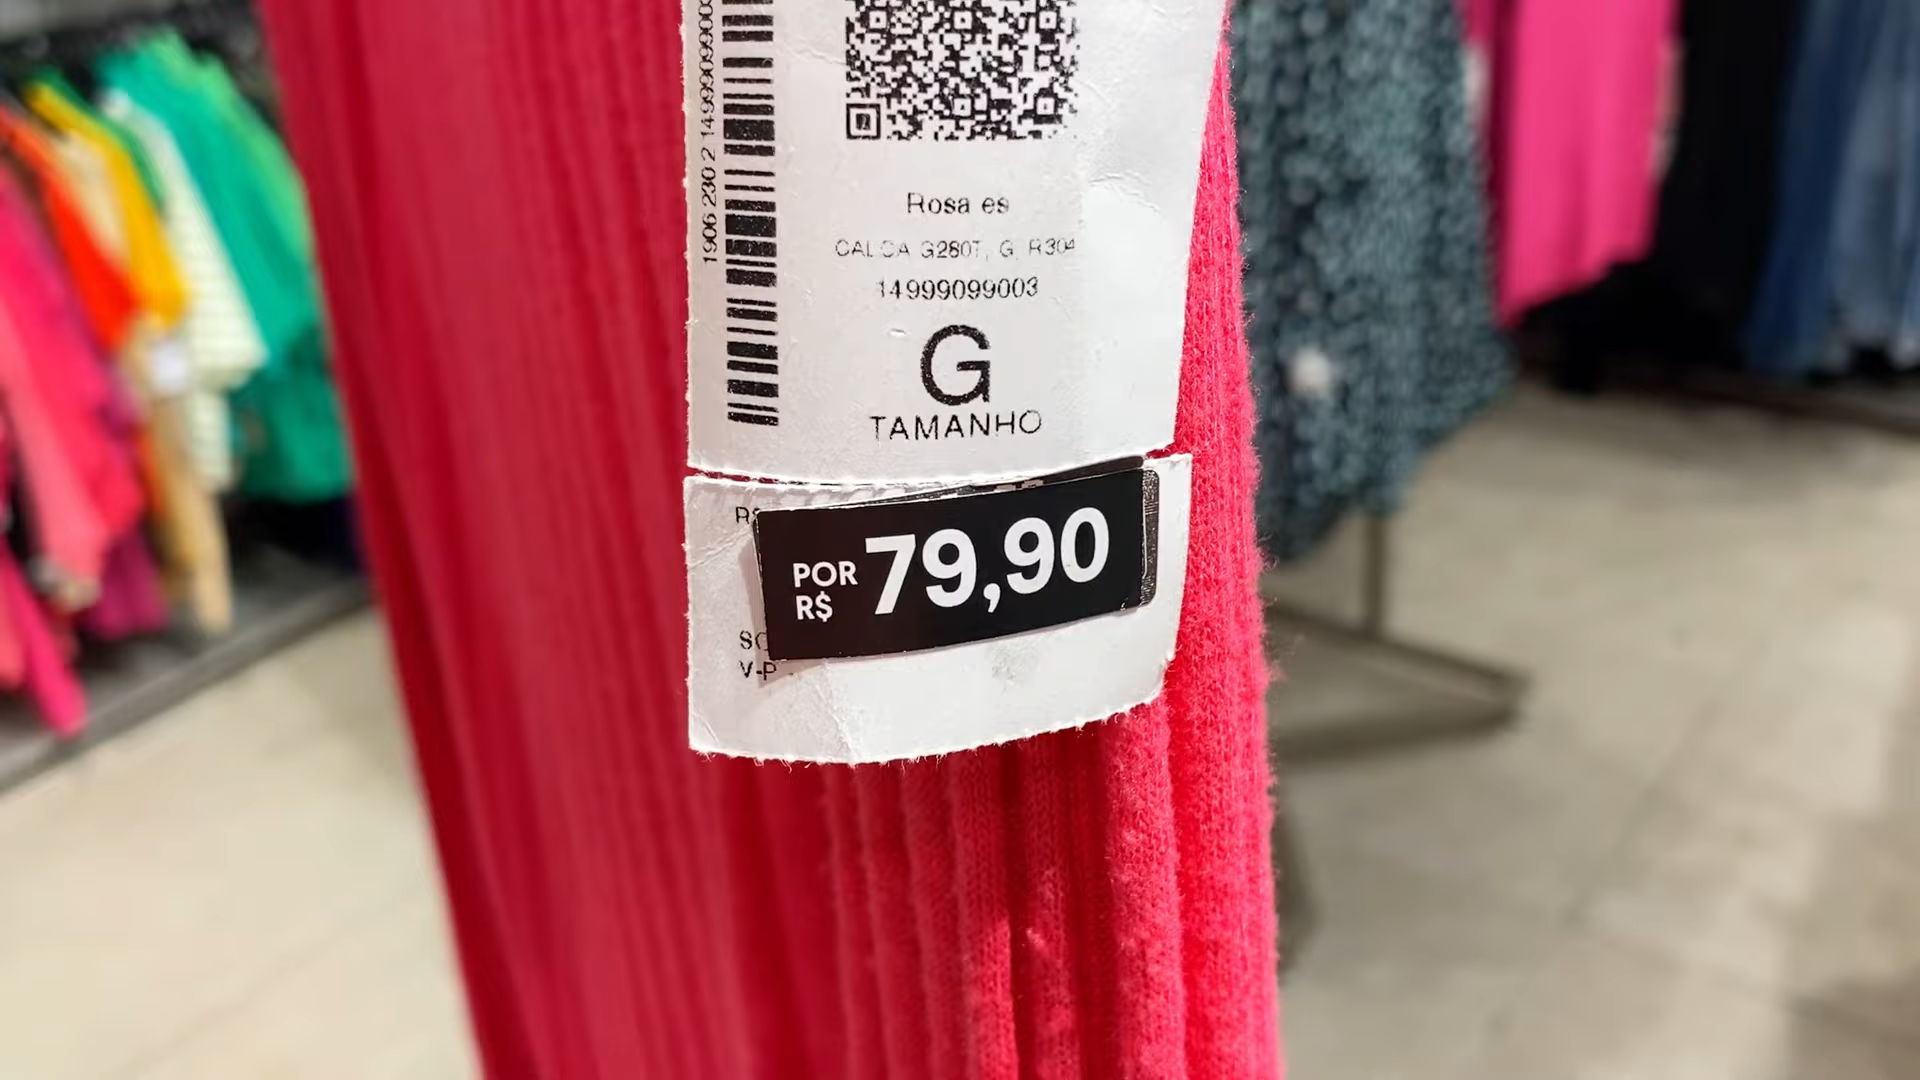 1906 230 2 14999099003
Rosa es
CALCA G280T, G, R304
14999099003
G
TAMANHO
R$
POR
R$ 79,90
V-P